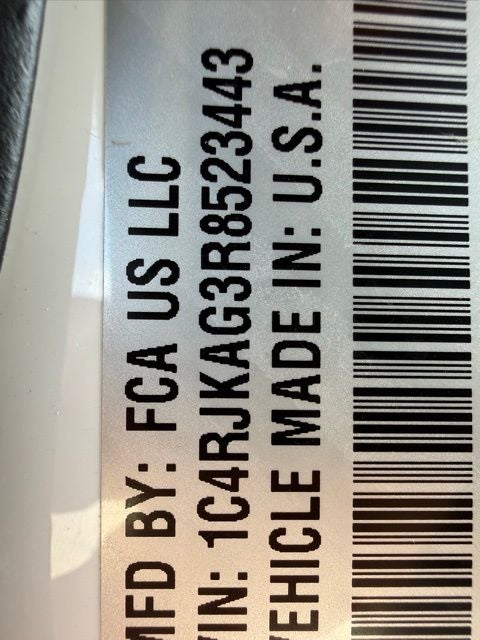 MFD BY: FCA US LLC
VIN: 1C4RJKAG3R8523443
VEHICLE MADE IN: U.S.A.